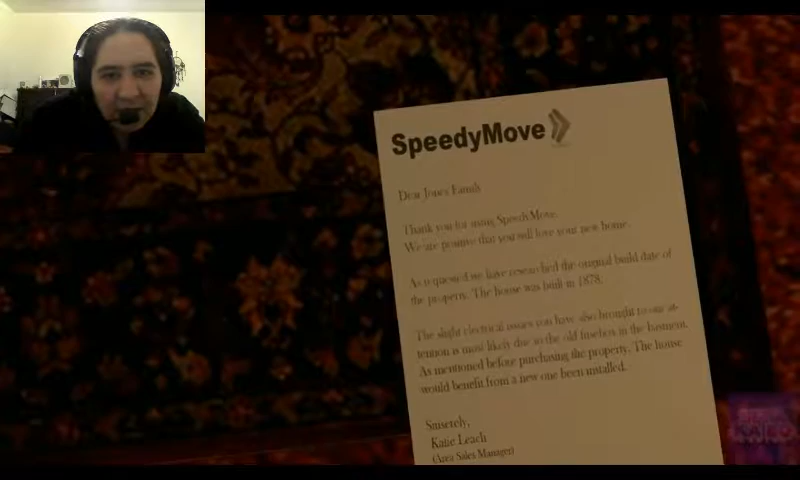 SpeedyMove
Dear Jones Family
Thank you for using SpeedyMove.
We are positive that you will love your new home.
As requested we have researched the original build date of
the property. The house was built in 1878.
The slight electrical issues you have also brought to our at-
tention is most likely due to the old fusebox in the basment.
As mentioned before purchasing the property. The house
would benefit from a new one been installed.
Sinserely,
Katie Leach
(Area Sales Manager)